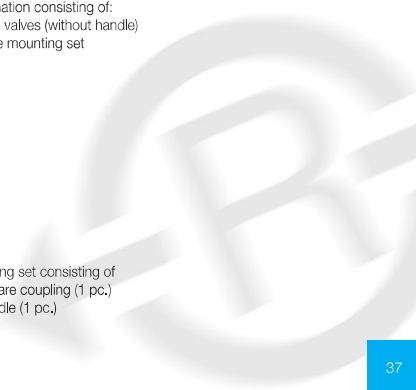 ation consisting of:
valves (without handle)
e mounting set
ng set consisting of
are coupling (1 pc.)
dle (1 pc.)
37